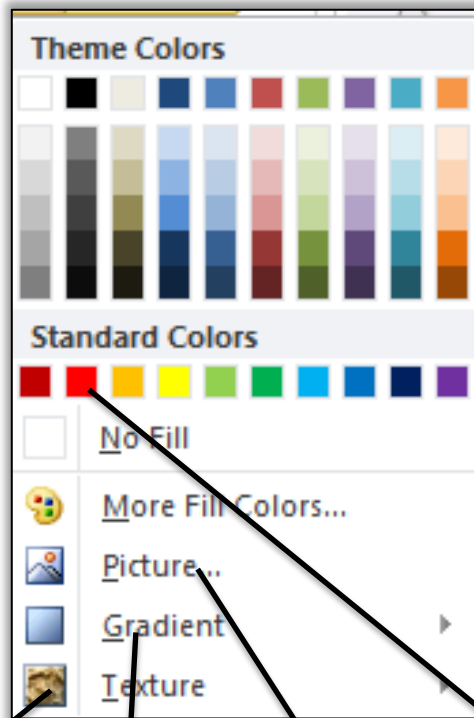 Theme Colors
Standard Colors
No Fill
More Fill Colors...
Picture...
Gradient
Texture